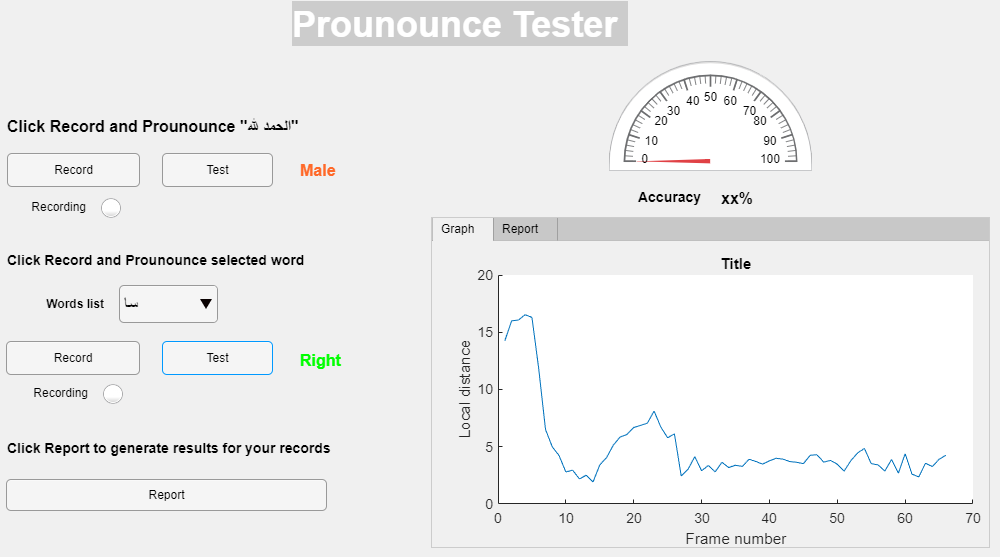 Prounounce Tester
Click Record and Prounounce "الحمد لله"
Record
Test
Male
Recording
Click Record and Prounounce selected word
Words list
سا
Record
Test
Right
Recording
Click Report to generate results for your records
Report
0 10 20 30 40 50 60 70 80 90 100
Accuracy xx%
Graph Report
Title
Local distance
20
15
10
5
0
0 10 20 30 40 50 60 70
Frame number